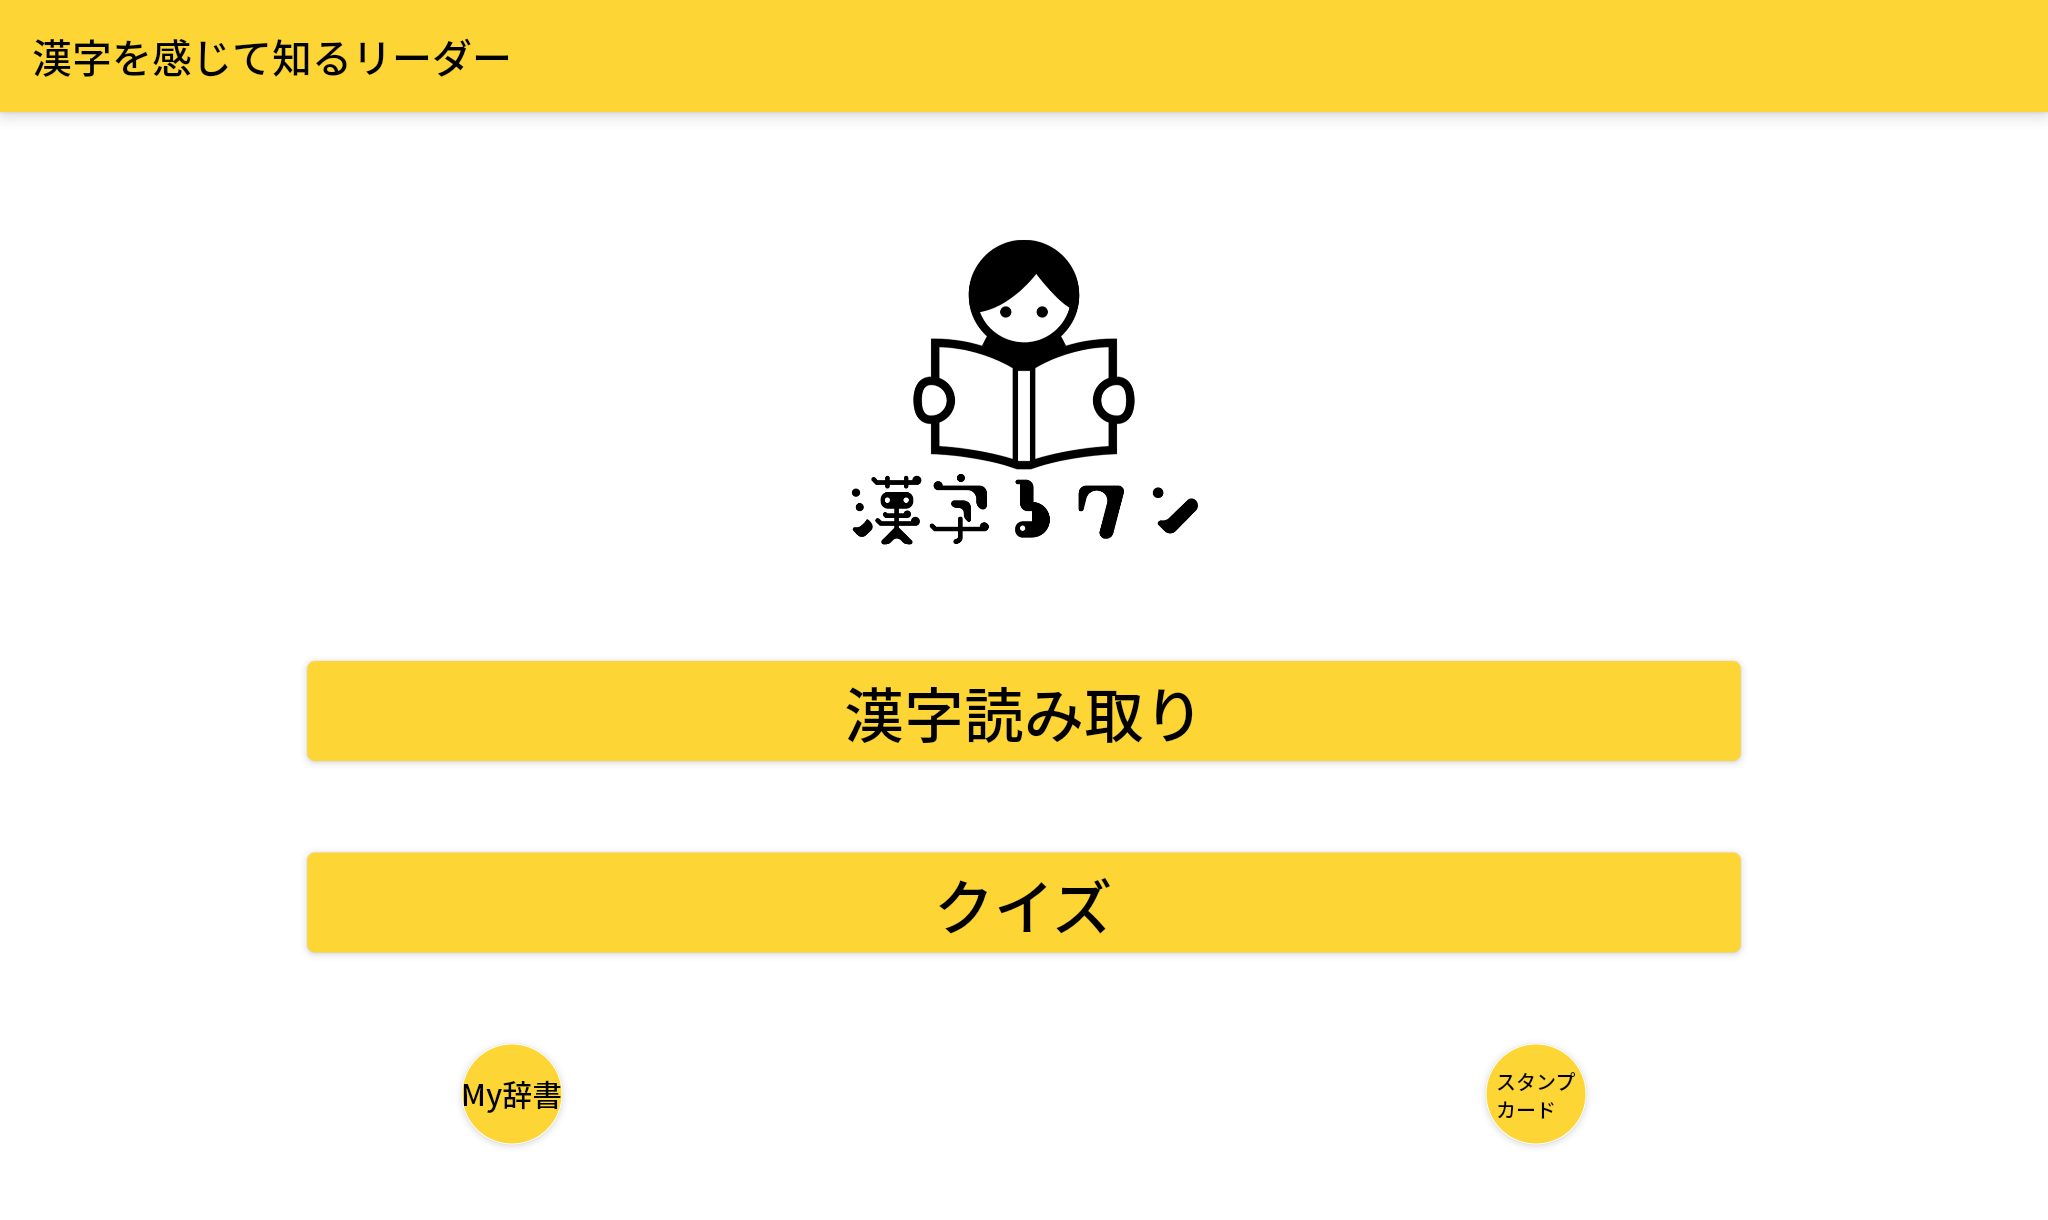 漢字を感じて知るリーダー
漢字るワン
漢字読み取り
クイズ
My辞書
スタンプ
カード